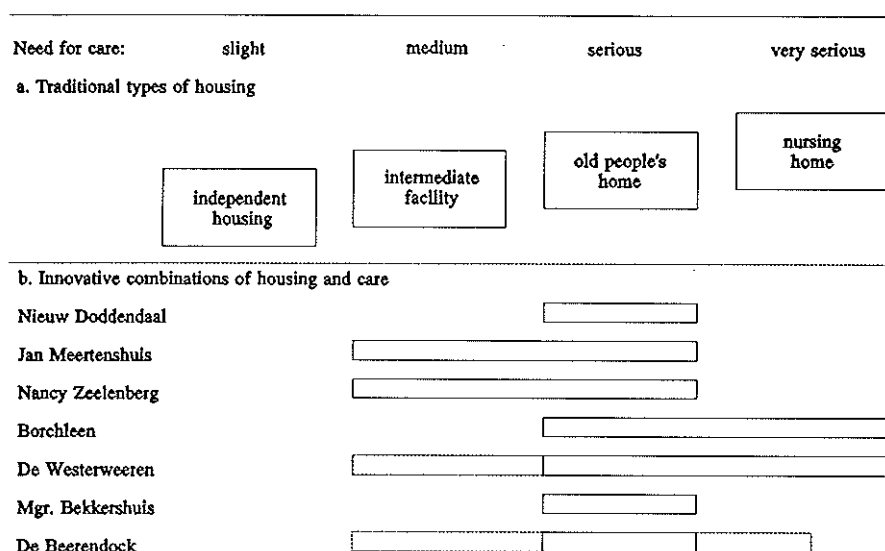 Need for care: slight medium serious very serious
a. Traditional types of housing
independent
housing
intermediate
facility
old people's
home
nursing
home
b. Innovative combinations of housing and care
Nieuw Doddendaal
Jan Meertenshuis
Nancy Zeelenberg
Borchleen
De Westerweeren
Mgr. Bekkershuis
De Beerendock